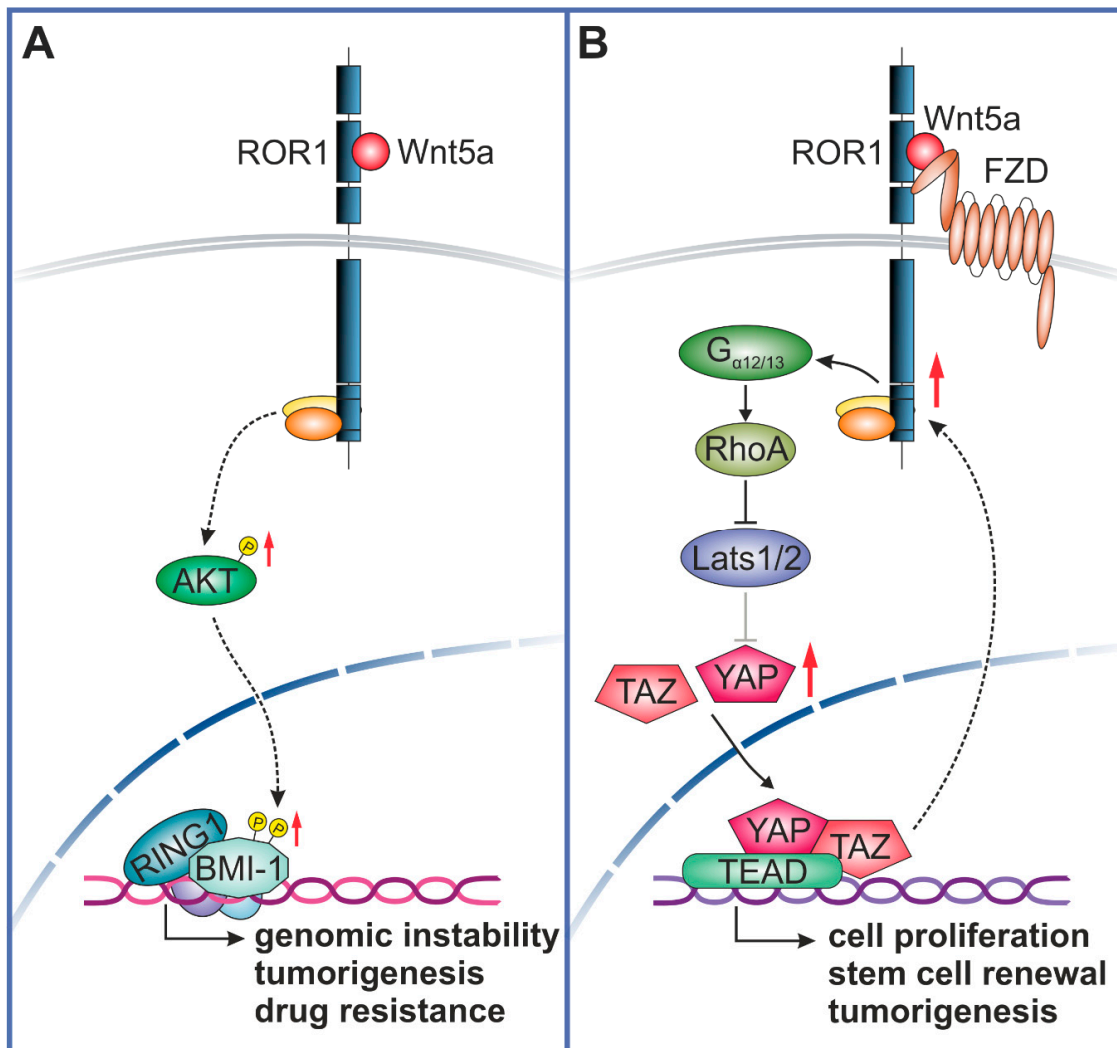 A
ROR1
Wnt5a
AKT
P
P
P
RING1
BMI-1
genomic instability
tumorigenesis
drug resistance
B
Wnt5a
ROR1
FZD
Gα12/13
RhoA
Lats1/2
YAP
TAZ
YAP
TAZ
TEAD
cell proliferation
stem cell renewal
tumorigenesis